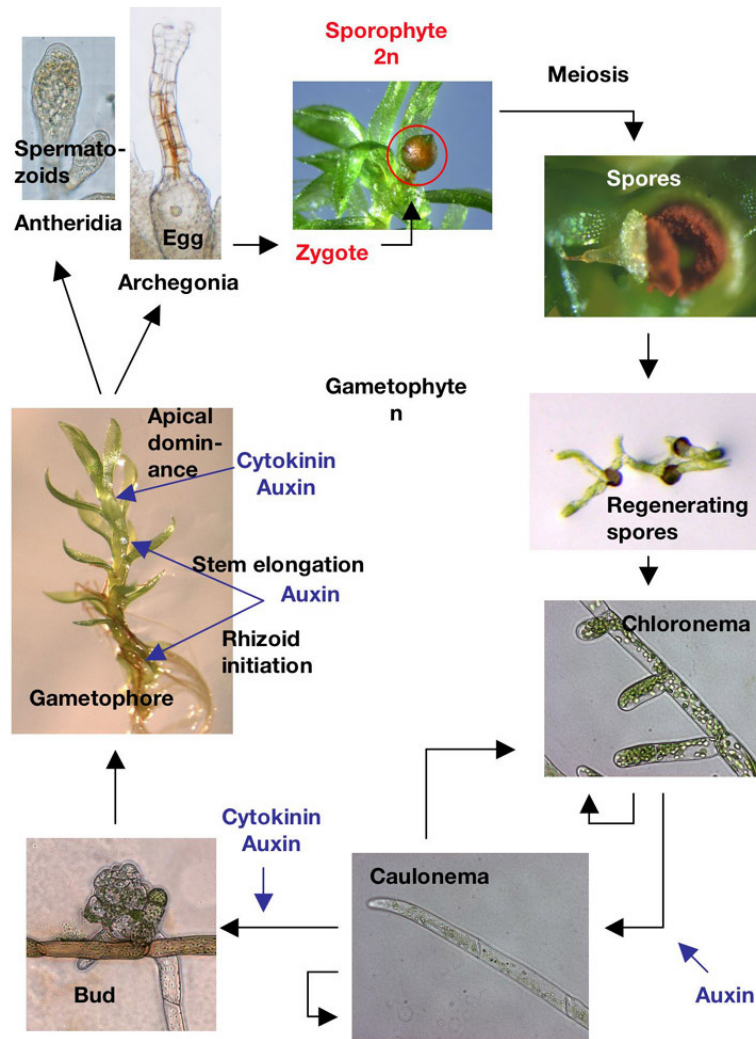 Sporophyte
2n
Meiosis
Spermato-
zoids
Antheridia
Egg
Archegonia
Zygote
Spores
Gametophyte
n
Apical
domin-
ance
Cytokinin
Auxin
Stem elongation
Auxin
Rhizoid
initiation
Gametophore
Regenerating
spores
Chloronema
Cytokinin
Auxin
Caulonema
Bud
Auxin